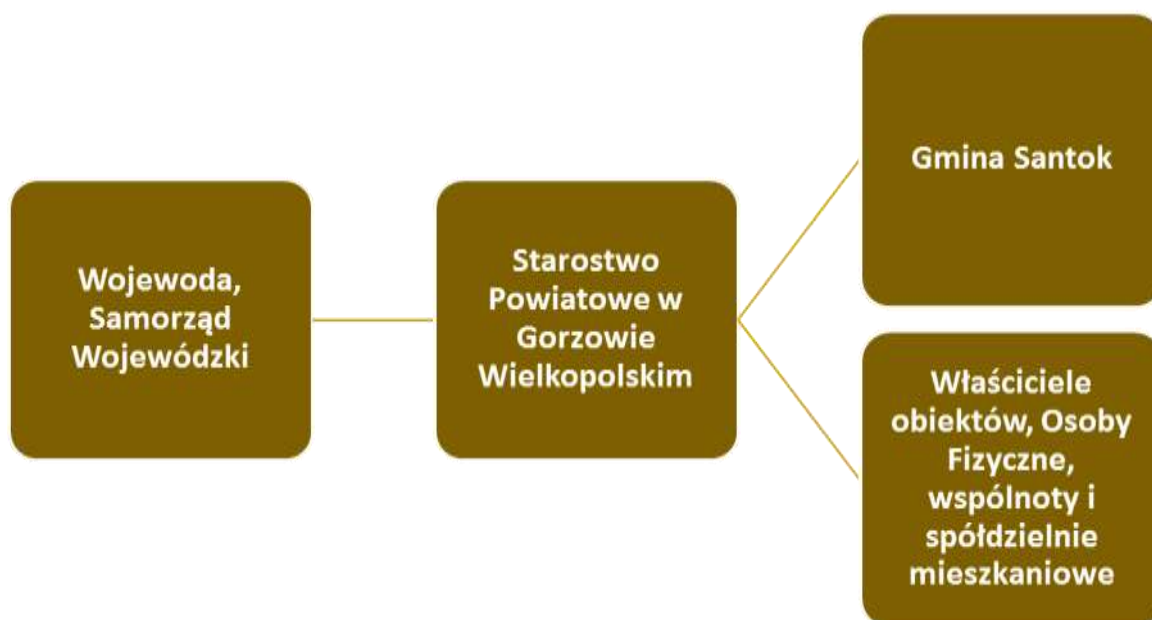 Wojewoda,
Samorząd
Wojewódzki
Starostwo
Powiatowe w
Gorzowie
Wielkopolskim
Gmina Santok
Właściciele
obiektów, Osoby
Fizyczne,
wspólnoty i
spółdzielnie
mieszkaniowe